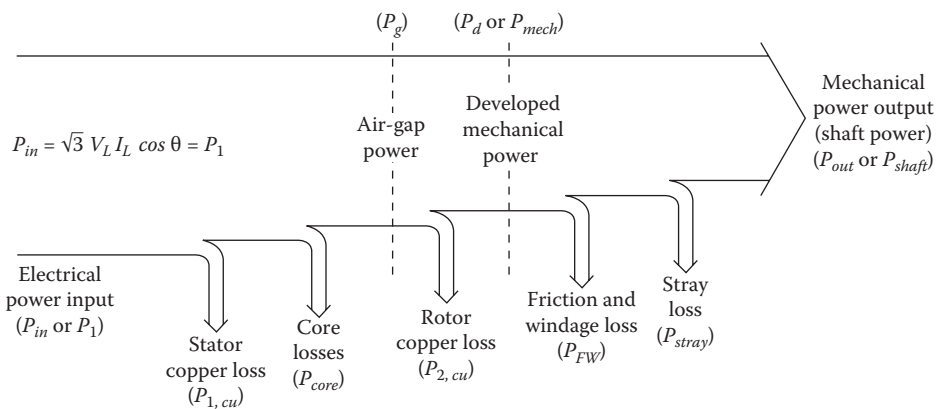 (P_g)
(P_d or P_mech)
Air-gap
power
Developed
mechanical
power
Mechanical
power output
(shaft power)
(P_out or P_shaft)
P_in = √3 V_L I_L cos θ = P_1
Electrical
power input
(P_in or P_1)
Stator
copper loss
(P_1, cu)
Core
losses
(P_core)
Rotor
copper loss
(P_2, cu)
Friction and
windage loss
(P_FW)
Stray
loss
(P_stray)